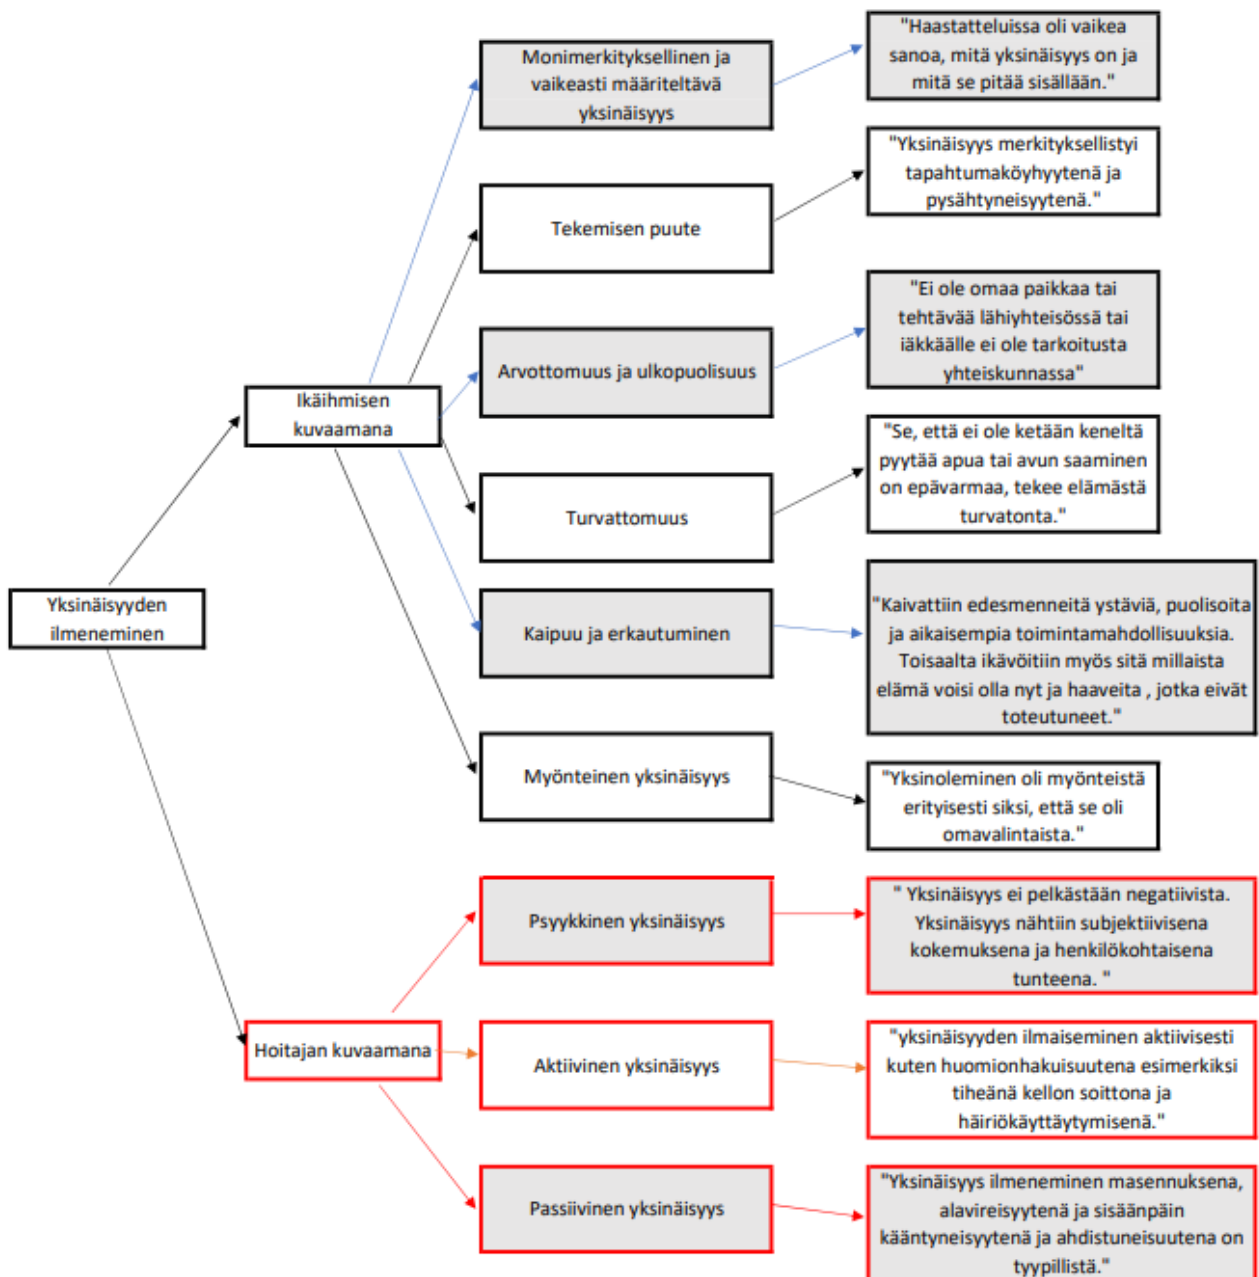 Monimerkityksellinen ja
vaikeasti määriteltävä
yksinäisyys
"Haastatteluissa oli vaikea
sanoa, mitä yksinäisyys on ja
mitä se pitää sisällään."
Tekemisen puute
"Yksinäisyys merkityksellistyi
tapahtumaköyhyytenä ja
pysähtyneisyytenä."
Arvottomuus ja ulkopuolisuus
"Ei ole omaa paikkaa tai
tehtävää lähiyhteisössä tai
iäkkäälle ei ole tarkoitusta
yhteiskunnassa"
Ikäihmisen
kuvaamana
Turvattomuus
"Se, että ei ole ketään keneltä
pyytää apua tai avun saaminen
on epävarmaa, tekee elämästä
turvatonta."
Yksinäisyyden
ilmeneminen
Kaipuu ja erkautuminen
"Kaivattiin edesmenneitä ystäviä, puolisoita
ja aikaisempia toimintamahdollisuuksia.
Toisaalta ikävöitiin myös sitä millaista
elämä voisi olla nyt ja haaveita , jotka eivät
toteutuneet."
Myönteinen yksinäisyys
"Yksinoleminen oli myönteistä
erityisesti siksi, että se oli
omavalintaista."
Psyykkinen yksinäisyys
" Yksinäisyys ei pelkästään negatiivista.
Yksinäisyys nähtiin subjektiivisena
kokemuksena ja henkilökohtaisena
tunteena. "
Hoitajan kuvaamana
Aktiivinen yksinäisyys
"yksinäisyyden ilmaiseminen aktiivisesti
kuten huomionhakuisuutena esimerkiksi
tiheänä kellon soittona ja
häiriökäyttäytymisenä."
Passiivinen yksinäisyys
"Yksinäisyys ilmeneminen masennuksena,
alavireisyytenä ja sisäänpäin
kääntyneisyytenä ja ahdistuneisuutena on
tyypillistä."